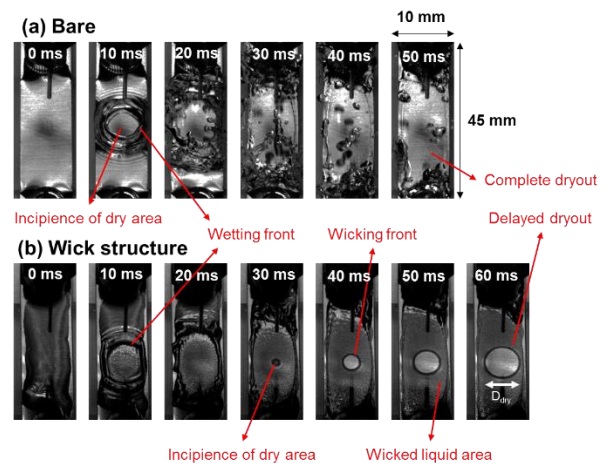 (a) Bare
10 mm
0 ms 10 ms 20 ms 30 ms 40 ms 50 ms
45 mm
Complete dryout
Incipience of dry area
Wetting front
Wicking front
Delayed dryout
(b) Wick structure
0 ms 10 ms 20 ms 30 ms 40 ms 50 ms 60 ms
Ddry
Incipience of dry area
Wicked liquid area